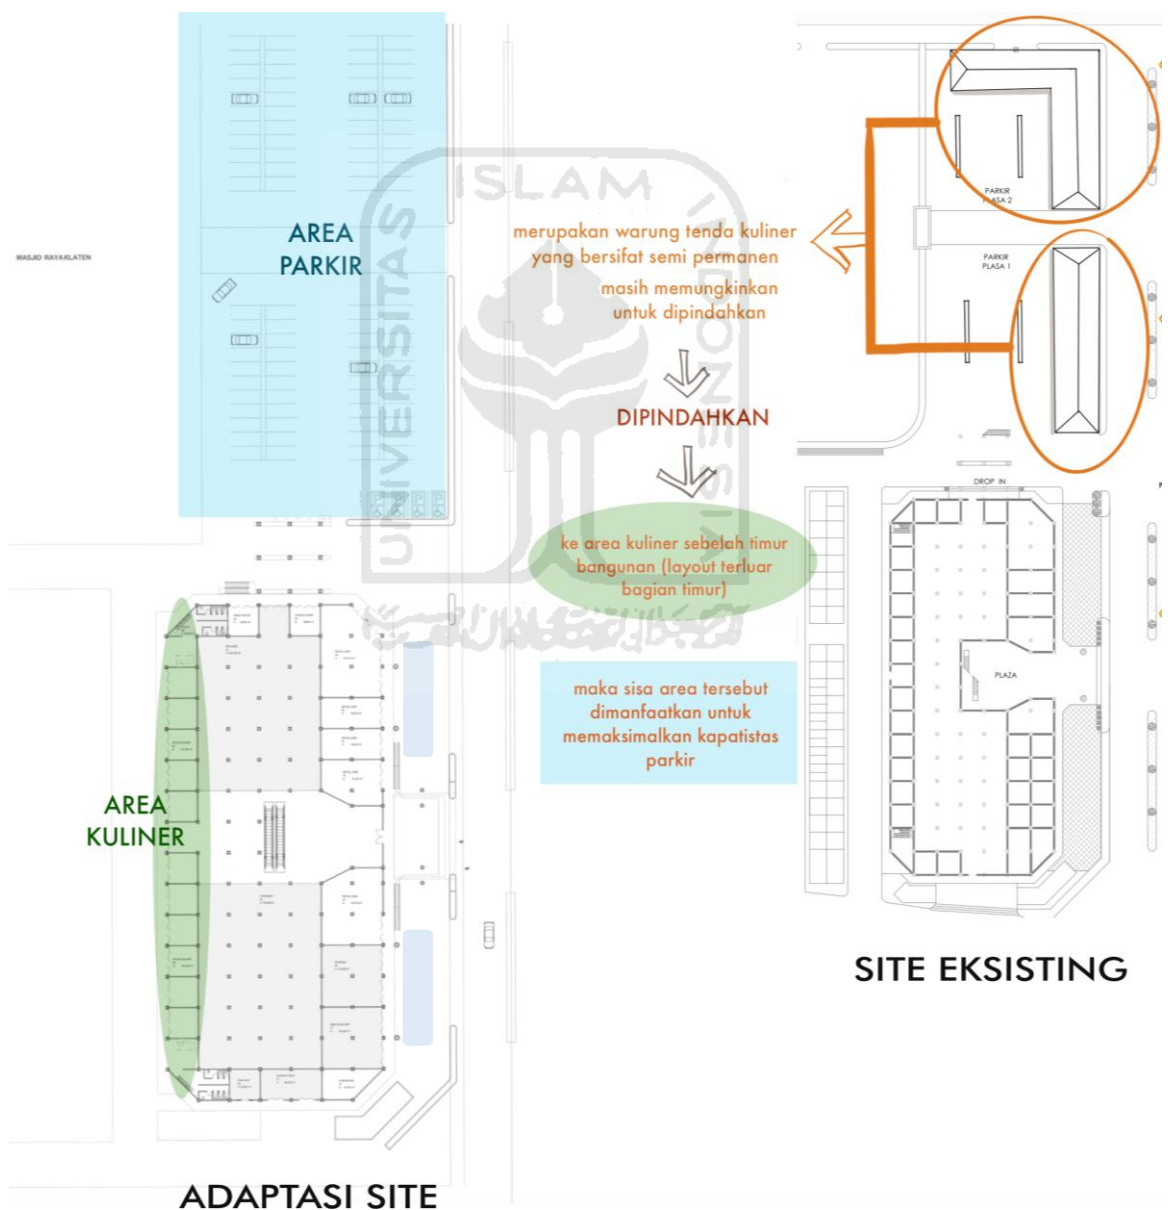 AREA
PARKIR
MASJID RAYAKLATEN
UNIVERSITAS
ISLAM
INDONESIA
merupakan warung tenda kuliner
yang bersifat semi permanen
masih memungkinkan
untuk dipindahkan
DIPINDAHKAN
ke area kuliner sebelah timur
bangunan (layout terluar
bagian timur)
maka sisa area tersebut
dimanfaatkan untuk
memaksimalkan kapatistas
parkir
PARKIR
PLASA 2
PARKIR
PLASA 1
DROP IN
PLAZA
SITE EKSISTING
AREA
KULINER
ADAPTASI SITE